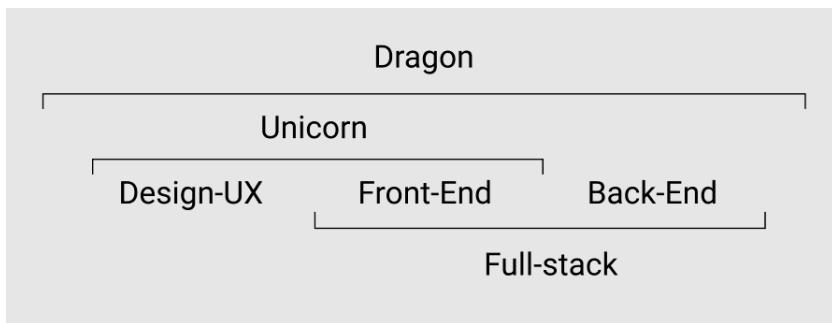 Dragon
Unicorn
Design-UX Front-End Back-End
Full-stack